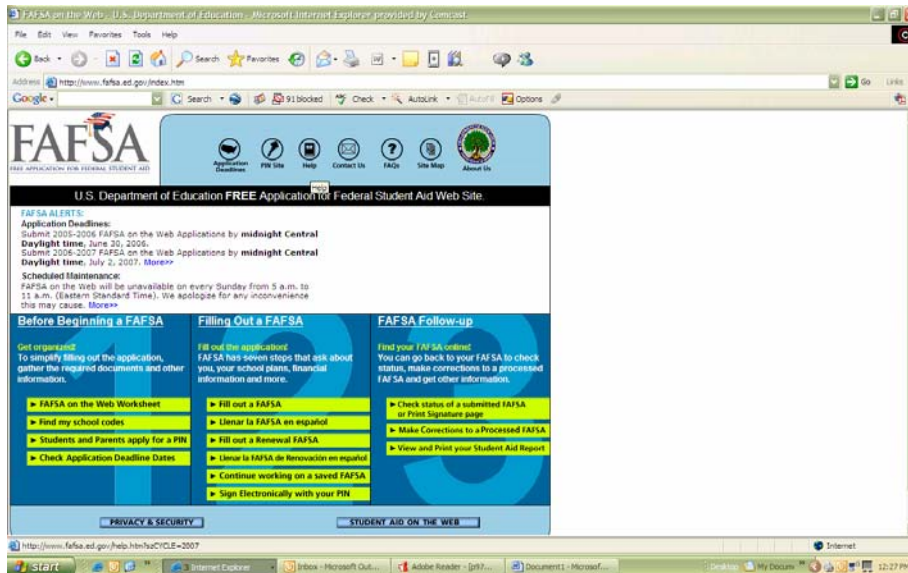 FAFSA on the Web - U.S. Department of Education - Microsoft Internet Explorer provided by Comcast
File Edit View Favorites Tools Help
Back Search Favorites
Address http://www.fafsa.ed.gov/index.htm Go Links
Google Search 91 blocked Check AutoLink AutoFill Options
FAFSA
FREE APPLICATION FOR FEDERAL STUDENT AID
Application Deadlines PIN Site Help Contact Us FAQs Site Map About Us
Help
U.S. Department of Education FREE Application for Federal Student Aid Web Site.
FAFSA ALERTS:
Application Deadlines:
Submit 2005-2006 FAFSA on the Web Applications by midnight Central
Daylight time, June 30, 2006.
Submit 2006-2007 FAFSA on the Web Applications by midnight Central
Daylight time, July 2, 2007. More>>
Scheduled Maintenance:
FAFSA on the Web will be unavailable on every Sunday from 5 a.m. to
11 a.m. (Eastern Standard Time). We apologize for any inconvenience
this may cause. More>>
1
Before Beginning a FAFSA
Get organized!
To simplify filling out the application,
gather the required documents and other
information.
FAFSA on the Web Worksheet
Find my school codes
Students and Parents apply for a PIN
Check Application Deadline Dates
2
Filling Out a FAFSA
Fill out the application!
FAFSA has seven steps that ask about
you, your school plans, financial
information and more.
Fill out a FAFSA
Llenar la FAFSA en español
Fill out a Renewal FAFSA
Llenar la FAFSA de Renovación en español
Continue working on a saved FAFSA
Sign Electronically with your PIN
3
FAFSA Follow-up
Find your FAFSA online!
You can go back to your FAFSA to check
status, make corrections to a processed
FAFSA and get other information.
Check status of a submitted FAFSA
or Print Signature page
Make Corrections to a Processed FAFSA
View and Print your Student Aid Report
PRIVACY & SECURITY STUDENT AID ON THE WEB
http://www.fafsa.ed.gov/help.htm?szCYCLE=2007 Internet
start 3 Internet Explorer Inbox - Microsoft Out... Adobe Reader - [p97... Document1 - Microsof... Desktop My Docum 12:27 PM